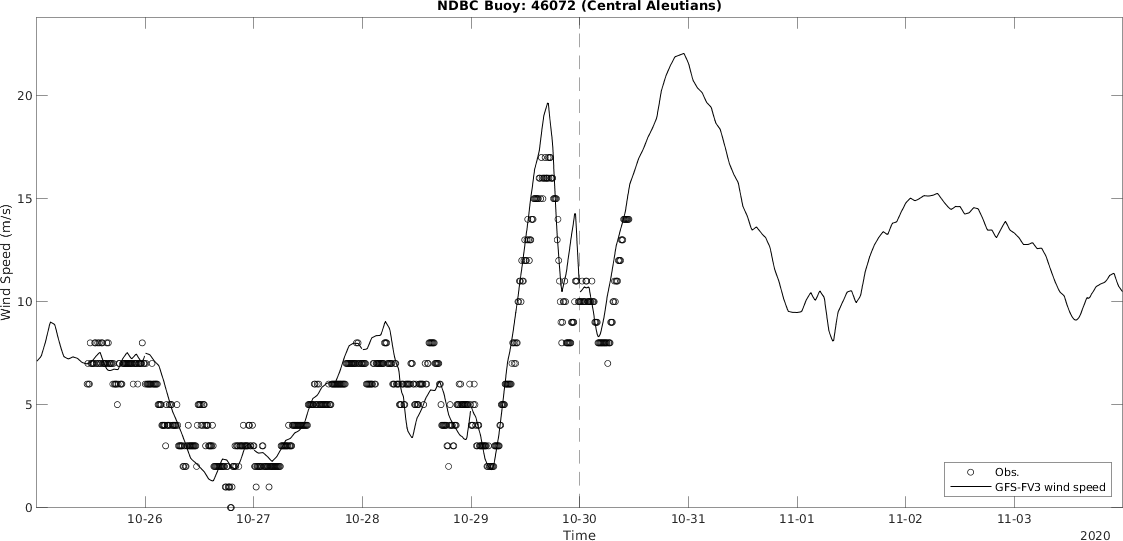 NDBC Buoy: 46072 (Central Aleutians)
Wind Speed (m/s)
20
15
10
5
0
10-26 10-27 10-28 10-29 10-30 10-31 11-01 11-02 11-03
Time
2020
Obs.
GFS-FV3 wind speed